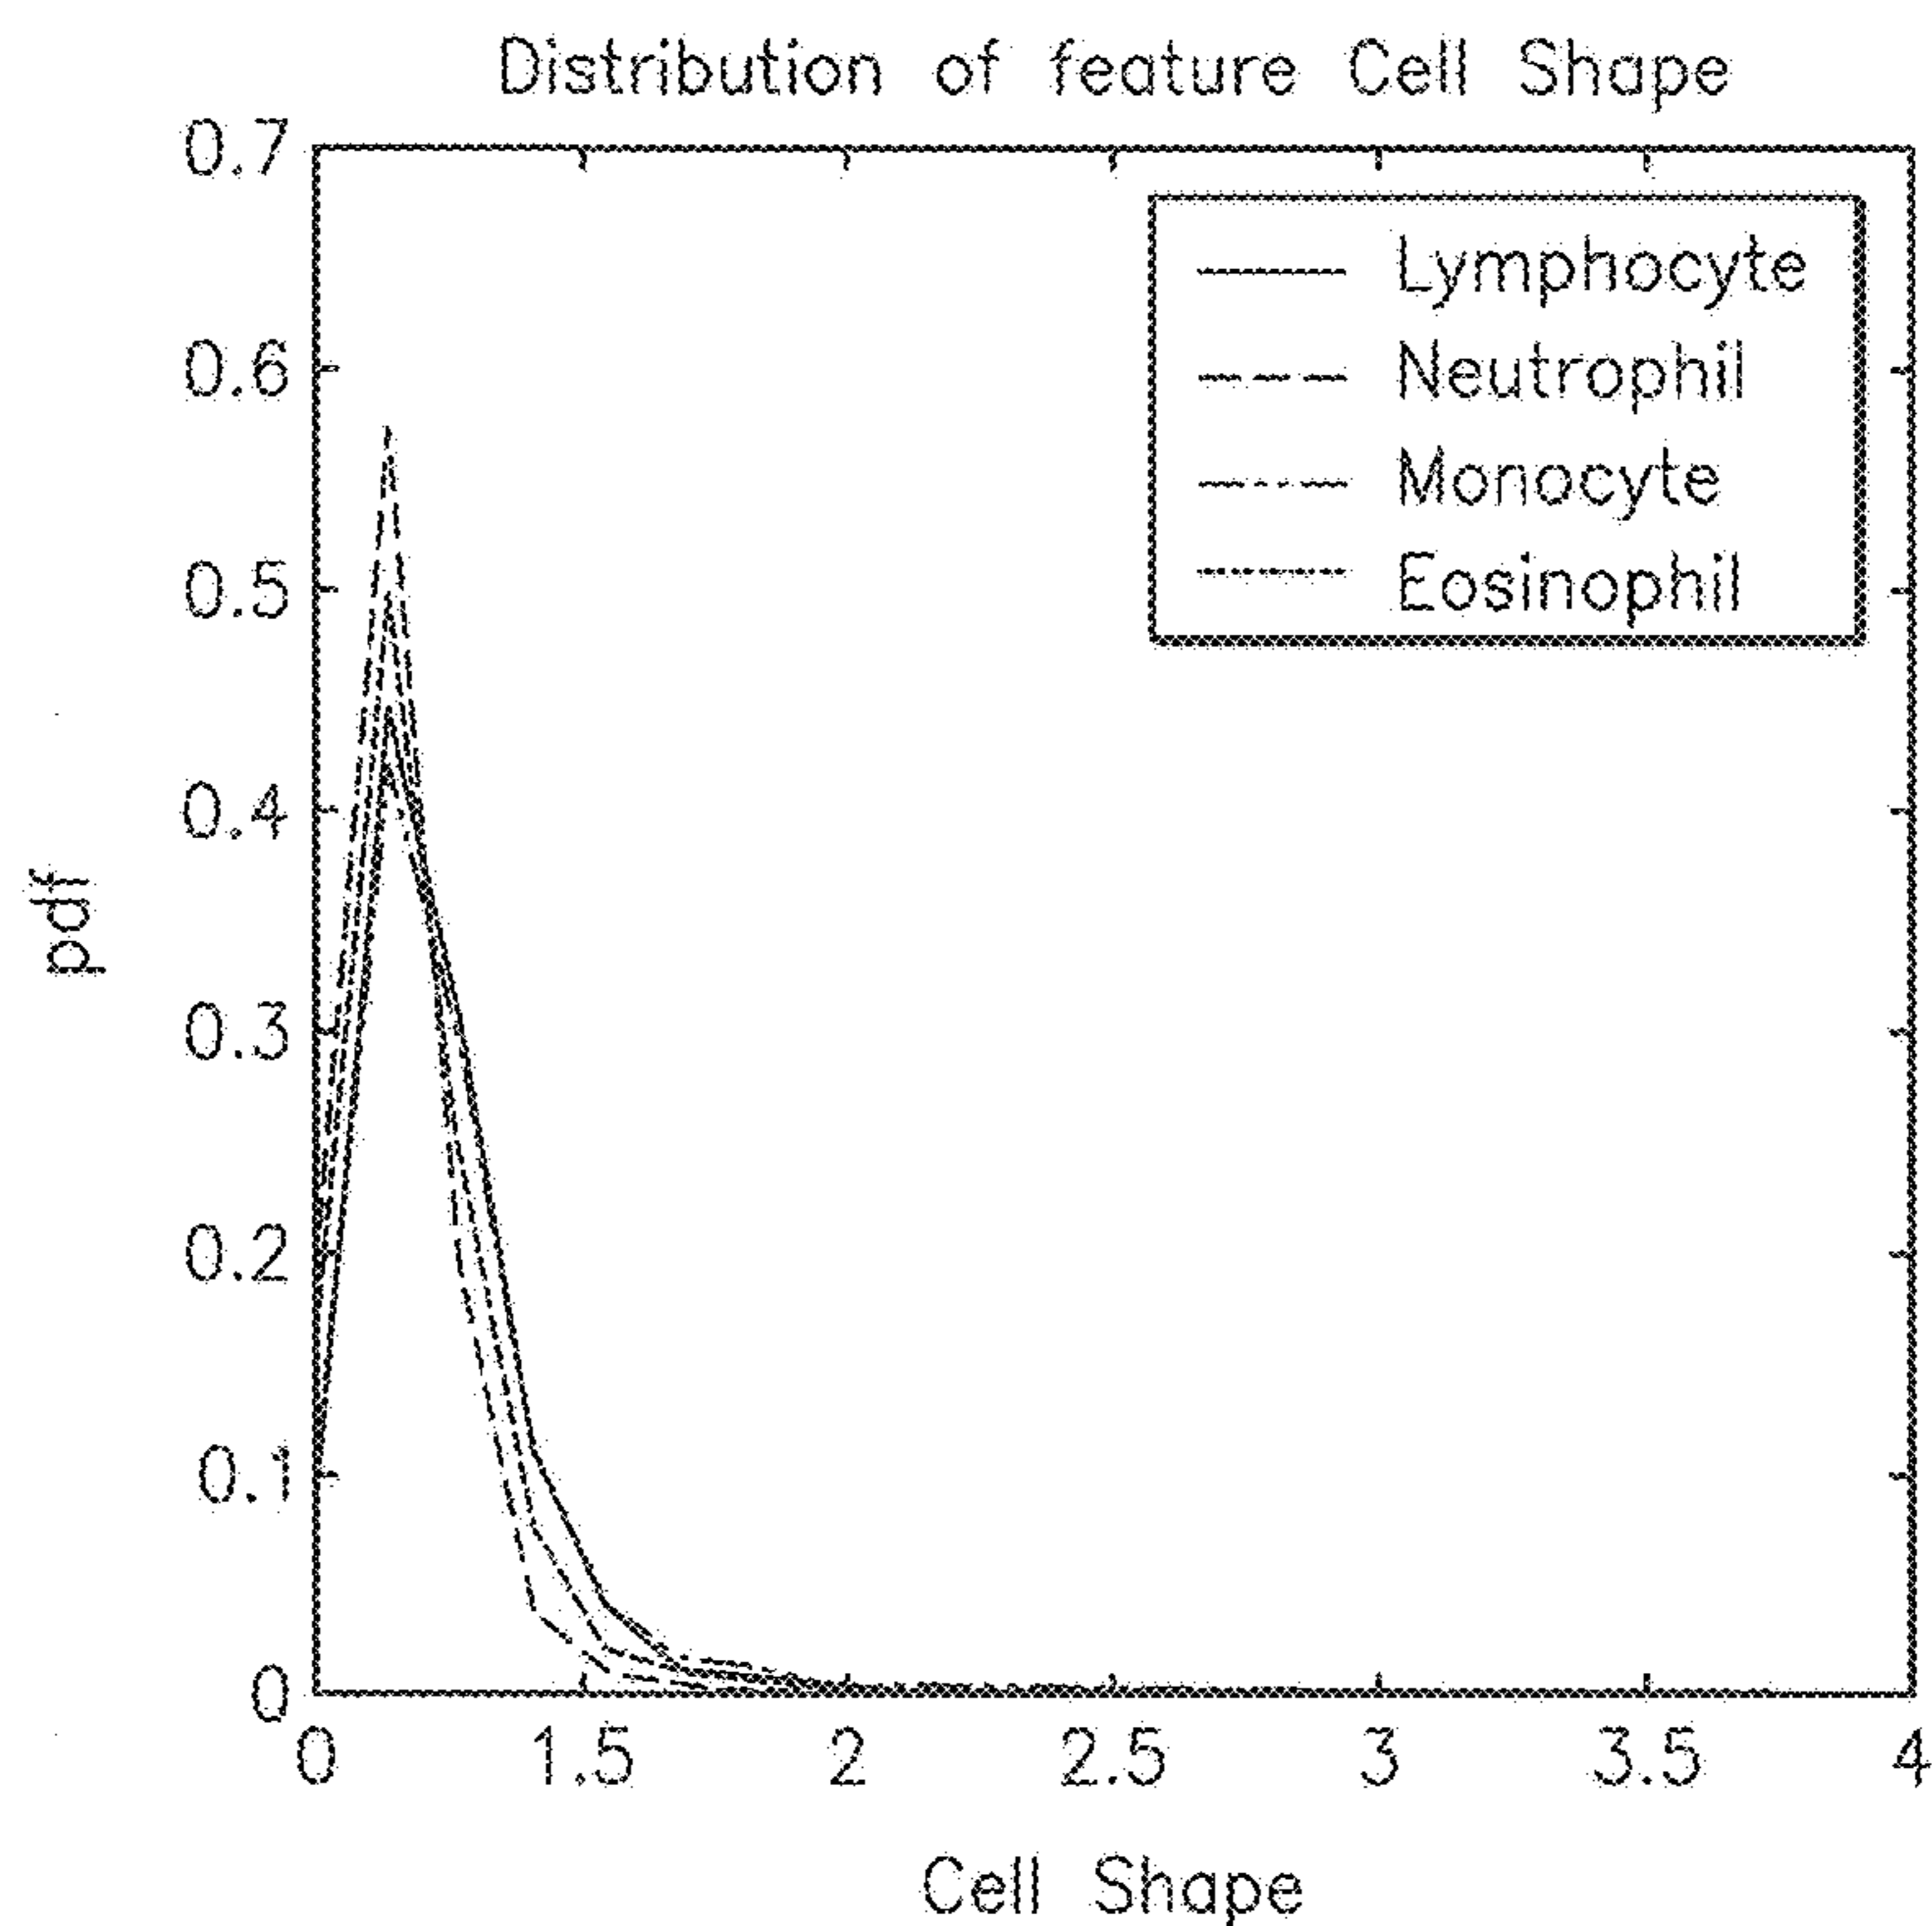 Distribution of feature Cell Shape
0.7
0.6
0.5
0.4
0.3
0.2
0.1
0
pdf
Lymphocyte
Neutrophil
Monocyte
Eosinophil
0 1.5 2 2.5 3 3.5 4
Cell Shape